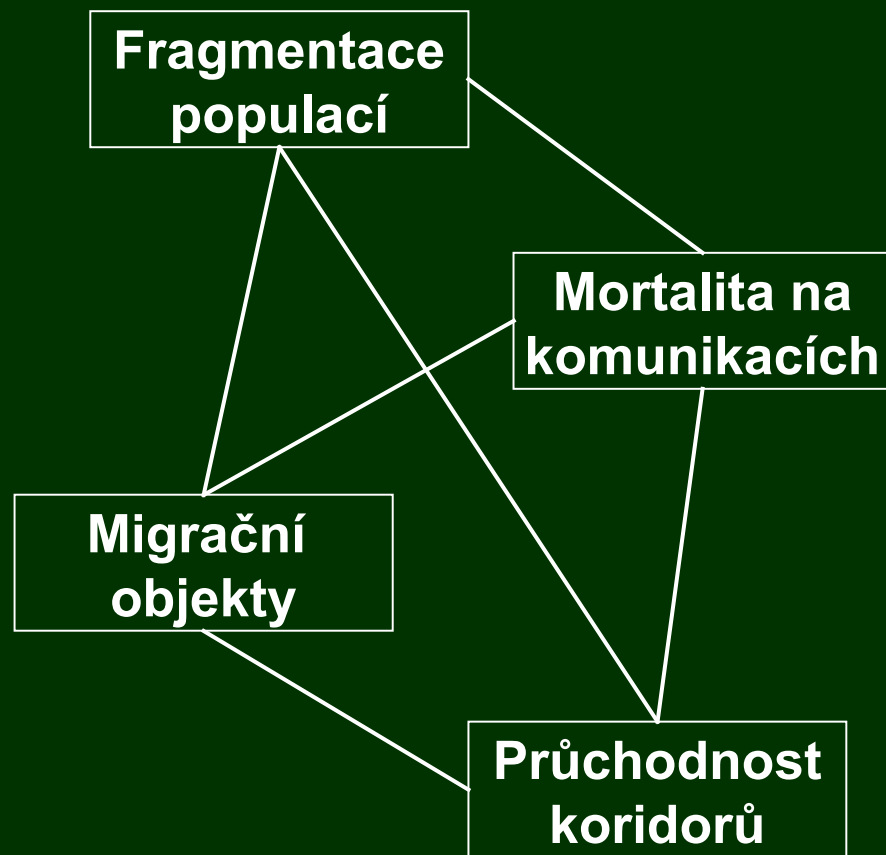 Fragmentace
populací
Mortalita na
komunikacích
Migrační
objekty
Průchodnost
koridorů